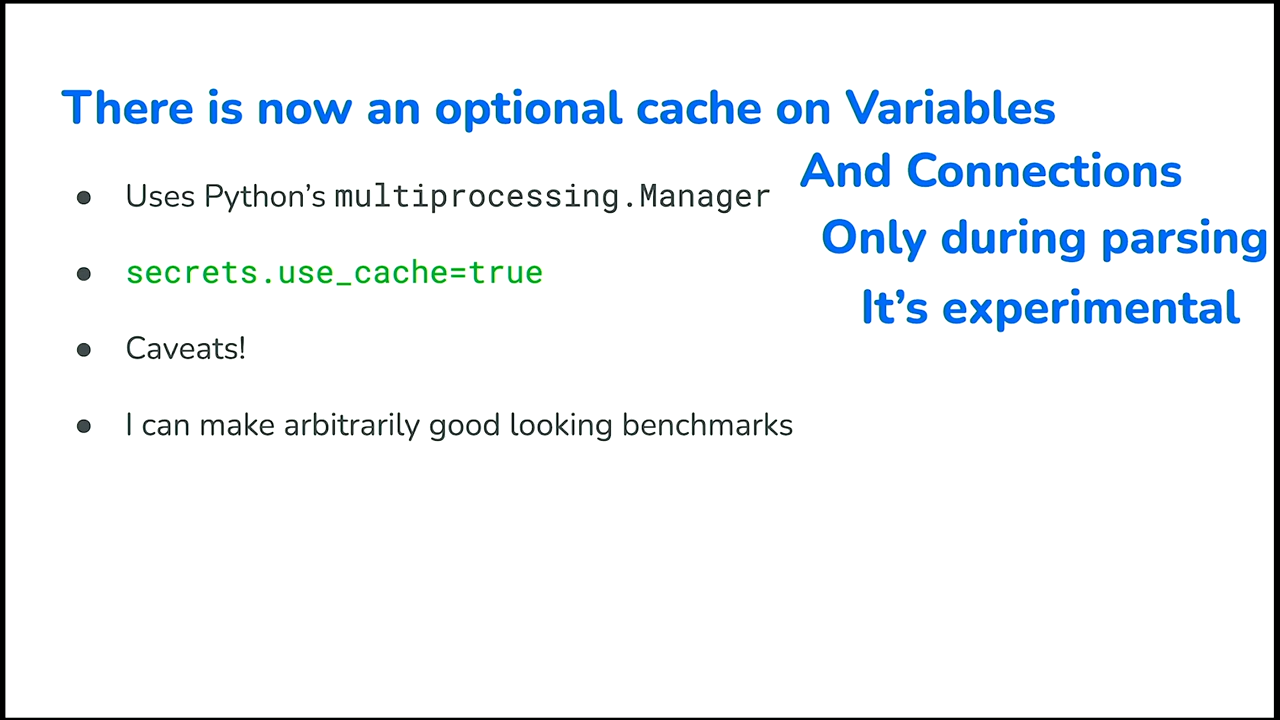 There is now an optional cache on Variables
And Connections
Only during parsing
It’s experimental
● Uses Python’s multiprocessing.Manager
● secrets.use_cache=true
● Caveats!
● I can make arbitrarily good looking benchmarks